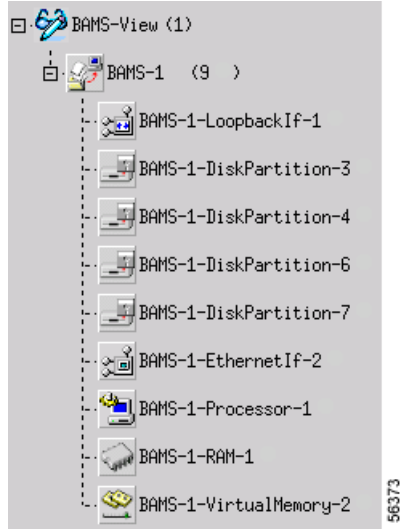 BAMS-View (1)
BAMS-1 (9 )
BAMS-1-LoopbackIf-1
BAMS-1-DiskPartition-3
BAMS-1-DiskPartition-4
BAMS-1-DiskPartition-6
BAMS-1-DiskPartition-7
BAMS-1-EthernetIf-2
BAMS-1-Processor-1
BAMS-1-RAM-1
BAMS-1-VirtualMemory-2
56373